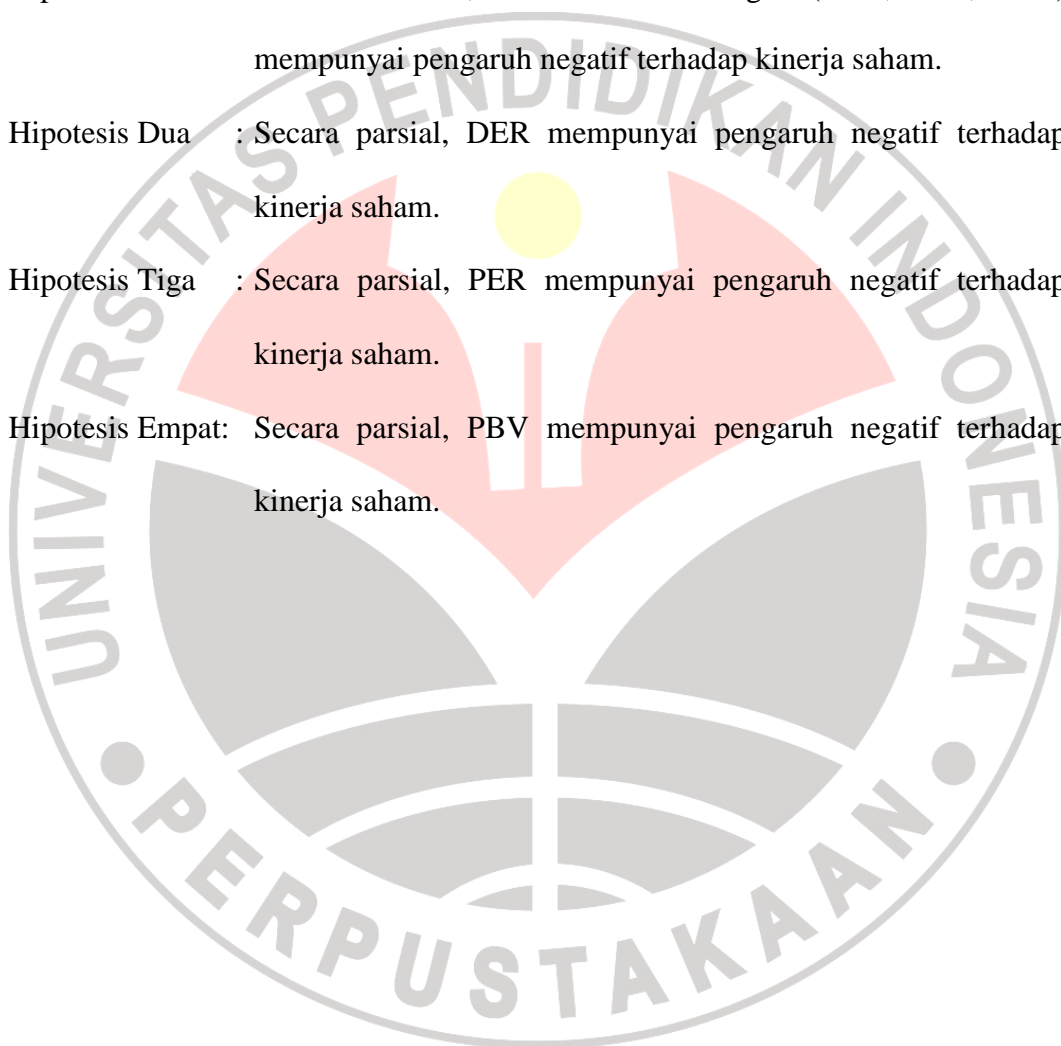 mempunyai pengaruh negatif terhadap kinerja saham.
Hipotesis Dua : Secara parsial, DER mempunyai pengaruh negatif terhadap
kinerja saham.
Hipotesis Tiga : Secara parsial, PER mempunyai pengaruh negatif terhadap
kinerja saham.
Hipotesis Empat: Secara parsial, PBV mempunyai pengaruh negatif terhadap
kinerja saham.
UNIVERSITAS PENDIDIKAN INDONESIA
PERPUSTAKAAN